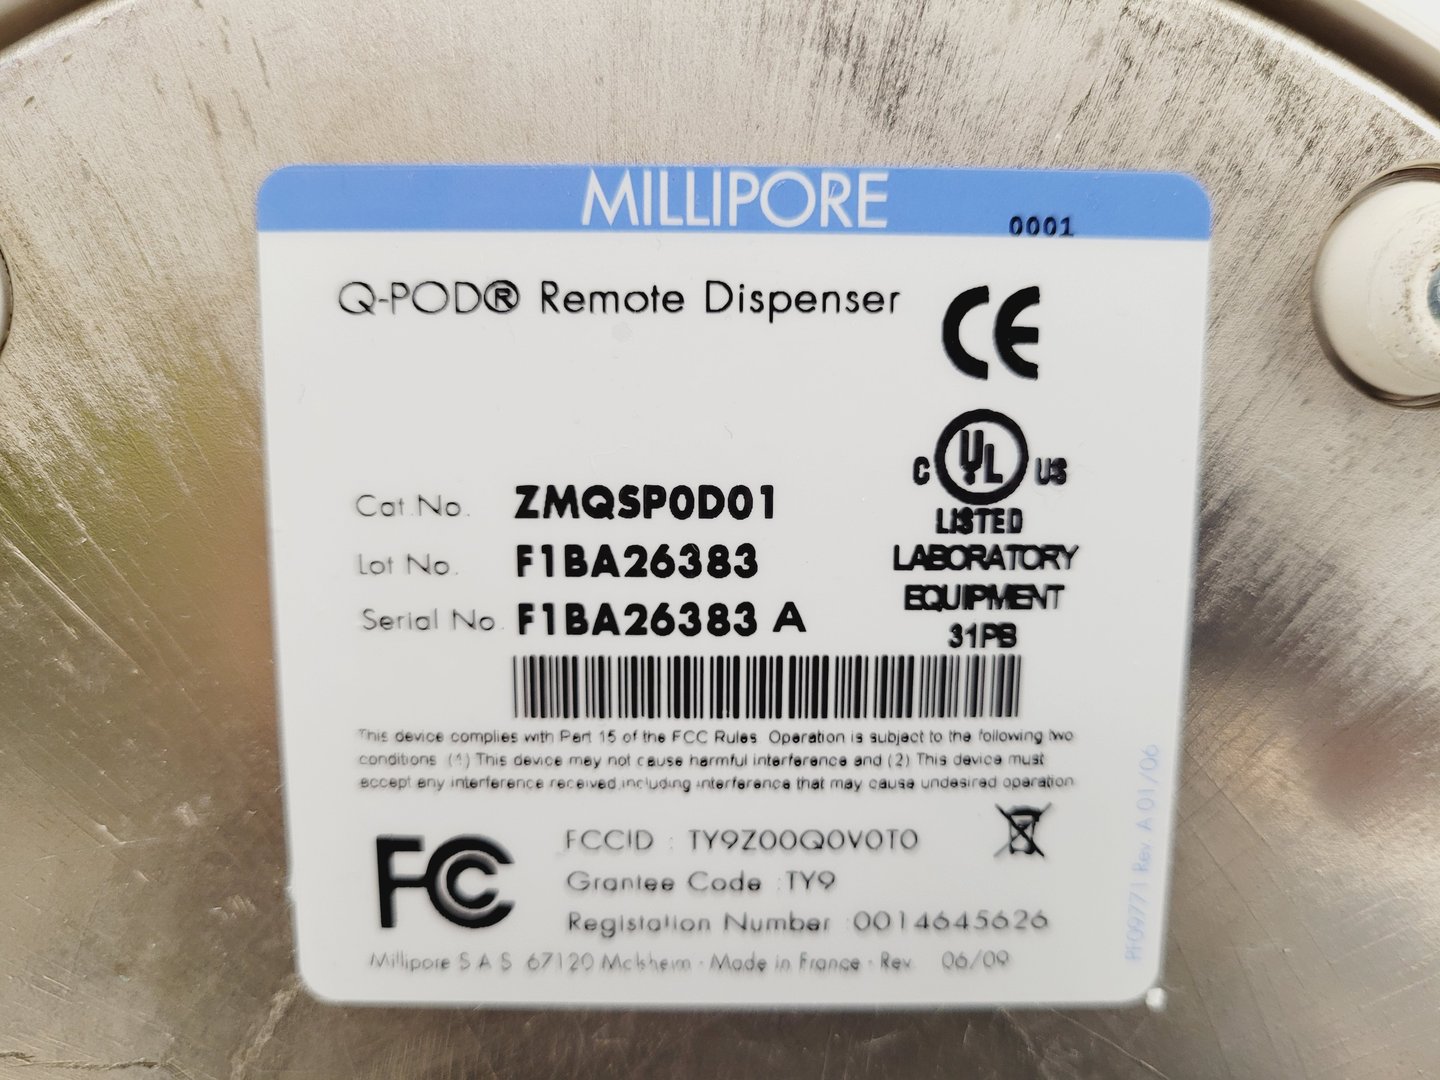 MILLIPORE
0001
Q-POD® Remote Dispenser
CE
C UL US
LISTED
LABORATORY
EQUIPMENT
31PB
Cat.No. ZMQSP0D01
Lot No. F1BA26383
Serial No F1BA26383 A
This device complies with Part 15 of the FCC Rules. Operation is subject to the following two
conditions (1) This device may not cause harmful interference and (2) This device must
accept any interference received,including interference that may cause undesired operation
FC
FCCID : TY9Z00Q0V0T0
Grantee Code :TY9
Registation Number :0014645626
Millipore S.A.S 67120 Molsheim - Made in France - Rev. 06/09
PF09771 Rev. A 01/06